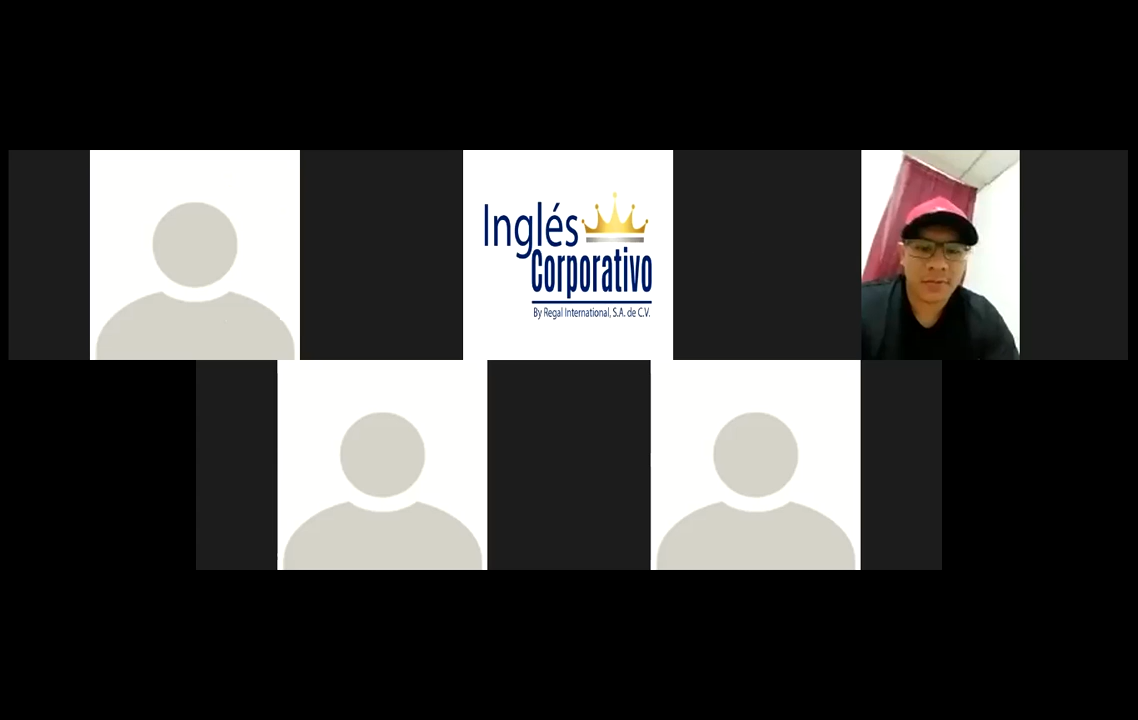 Inglés
Corporativo
By Regal International, S.A. de C.V.